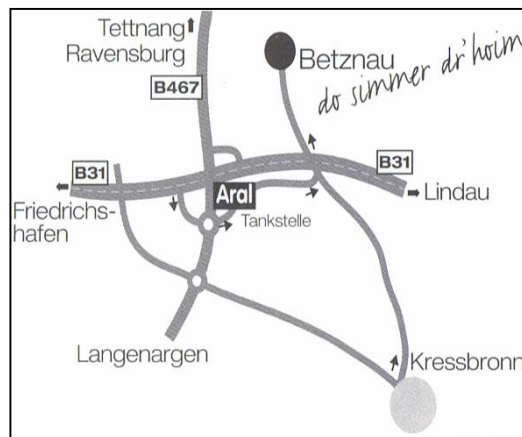 Tettnang
Ravensburg
B467
Betznau
do simmer dr'hoim
B31
B31
Friedrichs-
hafen
Aral
Lindau
Tankstelle
Langenargen
Kressbronn